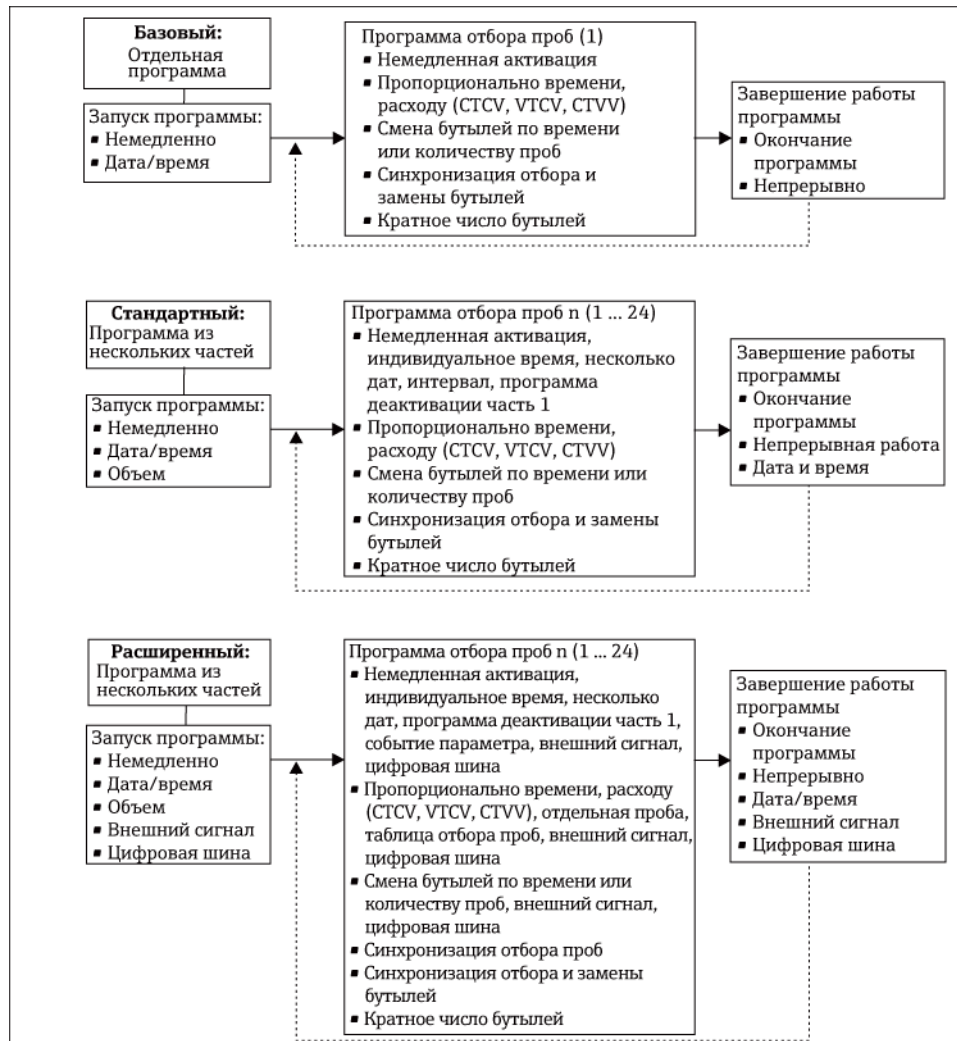 Базовый:
Отдельная
программа
Запуск программы:
▪ Немедленно
▪ Дата/время
Программа отбора проб (1)
▪ Немедленная активация
▪ Пропорционально времени,
расходу (CTCV, VTCV, CTVV)
▪ Смена бутылей по времени
или количеству проб
▪ Синхронизация отбора и
замены бутылей
▪ Кратное число бутылей
Завершение работы
программы
▪ Окончание
программы
▪ Непрерывно
Стандартный:
Программа из
нескольких частей
Запуск программы:
▪ Немедленно
▪ Дата/время
▪ Объем
Программа отбора проб n (1 ... 24)
▪ Немедленная активация,
индивидуальное время, несколько
дат, интервал, программа
деактивации часть 1
▪ Пропорционально времени,
расходу (CTCV, VTCV, CTVV)
▪ Смена бутылей по времени или
количеству проб
▪ Синхронизация отбора и замены
бутылей
▪ Кратное число бутылей
Завершение работы
программы
▪ Окончание
программы
▪ Непрерывная работа
▪ Дата и время
Расширенный:
Программа из
нескольких частей
Запуск программы:
▪ Немедленно
▪ Дата/время
▪ Объем
▪ Внешний сигнал
▪ Цифровая шина
Программа отбора проб n (1 ... 24)
▪ Немедленная активация,
индивидуальное время, несколько
дат, программа деактивации часть 1,
событие параметра, внешний сигнал,
цифровая шина
▪ Пропорционально времени, расходу
(CTCV, VTCV, CTVV), отдельная проба,
таблица отбора проб, внешний сигнал,
цифровая шина
▪ Смена бутылей по времени или
количеству проб, внешний сигнал,
цифровая шина
▪ Синхронизация отбора проб
▪ Синхронизация отбора и замены
бутылей
▪ Кратное число бутылей
Завершение работы
программы
▪ Окончание
программы
▪ Непрерывно
▪ Дата/время
▪ Внешний сигнал
▪ Цифровая шина